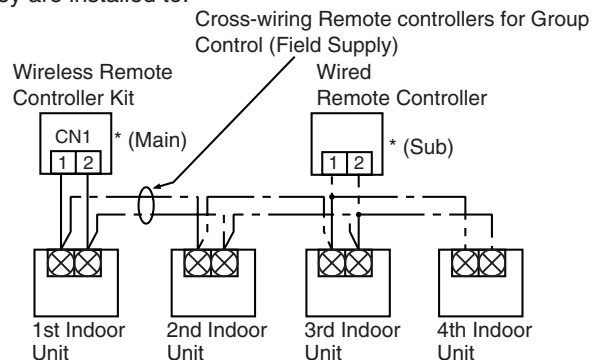 they are installed to.
Cross-wiring Remote controllers for Group
Control (Field Supply)
Wireless Remote
Controller Kit
Wired
Remote Controller
CN1
* (Main)
1 2
* (Sub)
1 2
1st Indoor
Unit
2nd Indoor
Unit
3rd Indoor
Unit
4th Indoor
Unit